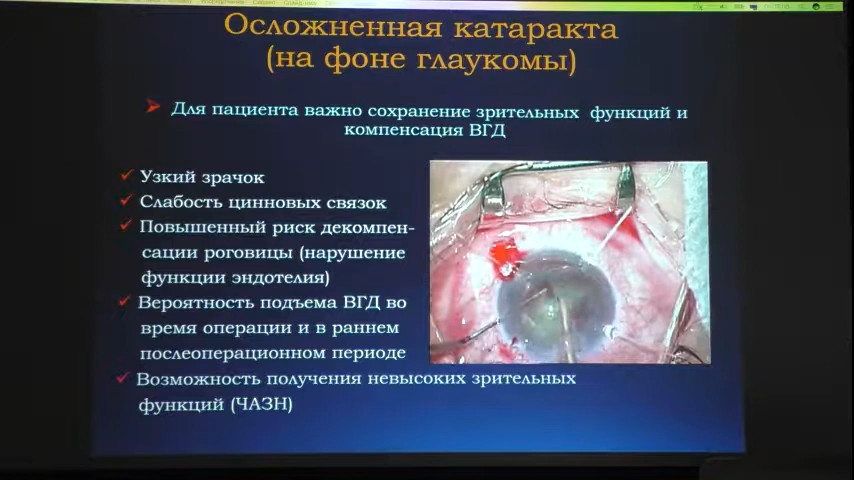 Осложненная катаракта
(на фоне глаукомы)
Для пациента важно сохранение зрительных функций и
компенсация ВГД
Узкий зрачок
Слабость цинновых связок
Повышенный риск декомпен-
сации роговицы (нарушение
функции эндотелия)
Вероятность подъема ВГД во
время операции и в раннем
послеоперационном периоде
Возможность получения невысоких зрительных
функций (ЧАЗН)